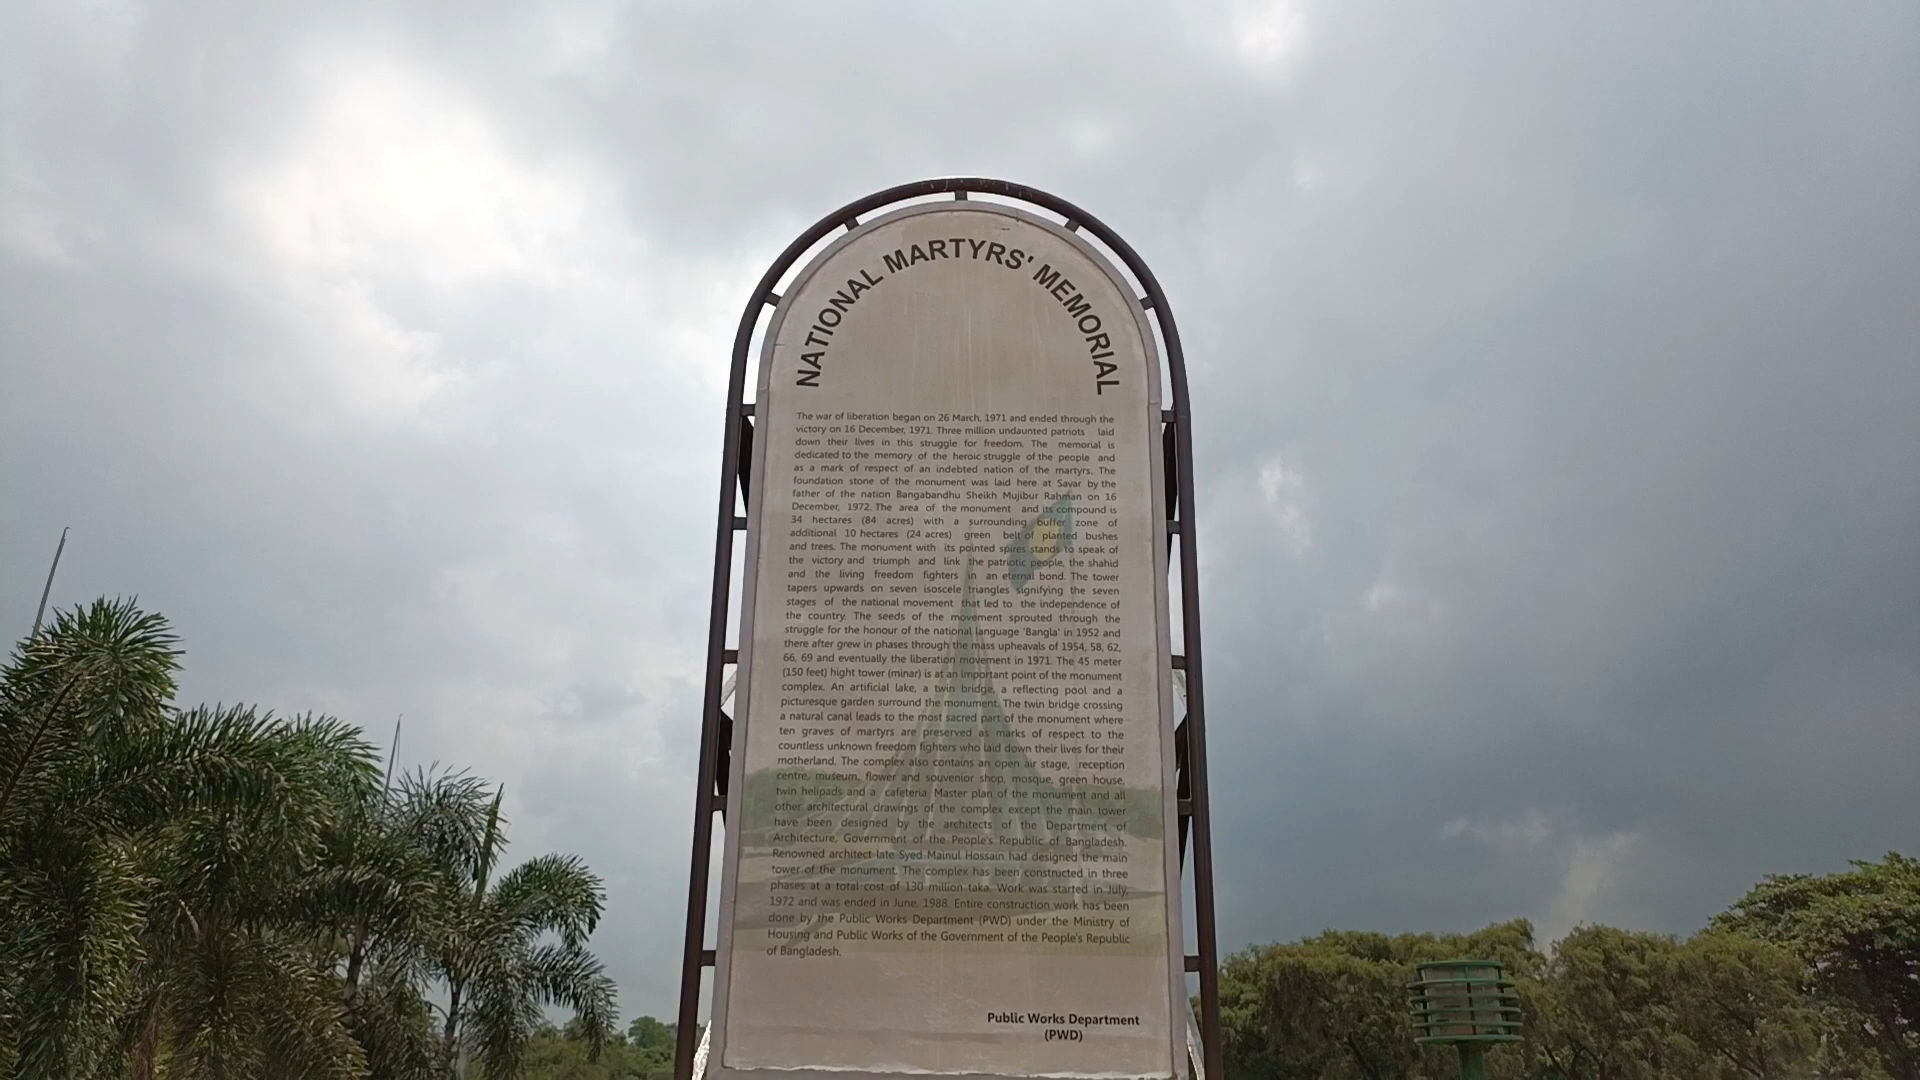 NATIONAL MARTYRS' MEMORIAL
The war of liberation began on 26 March, 1971 and ended through the
victory on 16 December, 1971. Three million undaunted patriots laid
down their lives in this struggle for freedom. The memorial is
dedicated to the memory of the heroic struggle of the people and
as a mark of respect of an indebted nation of the martyrs. The
foundation stone of the monument was laid here at Savar by the
father of the nation Bangabandhu Sheikh Mujibur Rahman on 16
December, 1972. The area of the monument and its compound is
34 hectares (84 acres) with a surrounding buffer zone of
additional 10 hectares (24 acres) green belt of planted bushes
and trees. The monument with its pointed spires stands to speak of
the victory and triumph and link the patriotic people, the shahid
and the living freedom fighters in an eternal bond. The tower
tapers upwards on seven isoscele triangles signifying the seven
stages of the national movement that led to the independence of
the country. The seeds of the movement sprouted through the
struggle for the honour of the national language 'Bangla' in 1952 and
there after grew in phases through the mass upheavals of 1954, 58, 62,
66, 69 and eventually the liberation movement in 1971. The 45 meter
(150 feet) hight tower (minar) is at an important point of the monument
complex. An artificial lake, a twin bridge, a reflecting pool and a
picturesque garden surround the monument. The twin bridge crossing
a natural canal leads to the most sacred part of the monument where
ten graves of martyrs are preserved as marks of respect to the
countless unknown freedom fighters who laid down their lives for their
motherland. The complex also contains an open air stage, reception
centre, museum, flower and souvenior shop, mosque, green house,
twin helipads and a cafeteria. Master plan of the monument and all
other architectural drawings of the complex except the main tower
have been designed by the architects of the Department of
Architecture, Government of the People's Republic of Bangladesh.
Renowned architect late Syed Mainul Hossain had designed the main
tower of the monument. The complex has been constructed in three
phases at a total cost of 130 million taka. Work was started in July,
1972 and was ended in June, 1988. Entire construction work has been
done by the Public Works Department (PWD) under the Ministry of
Housing and Public Works of the Government of the People's Republic
of Bangladesh.
Public Works Department
(PWD)